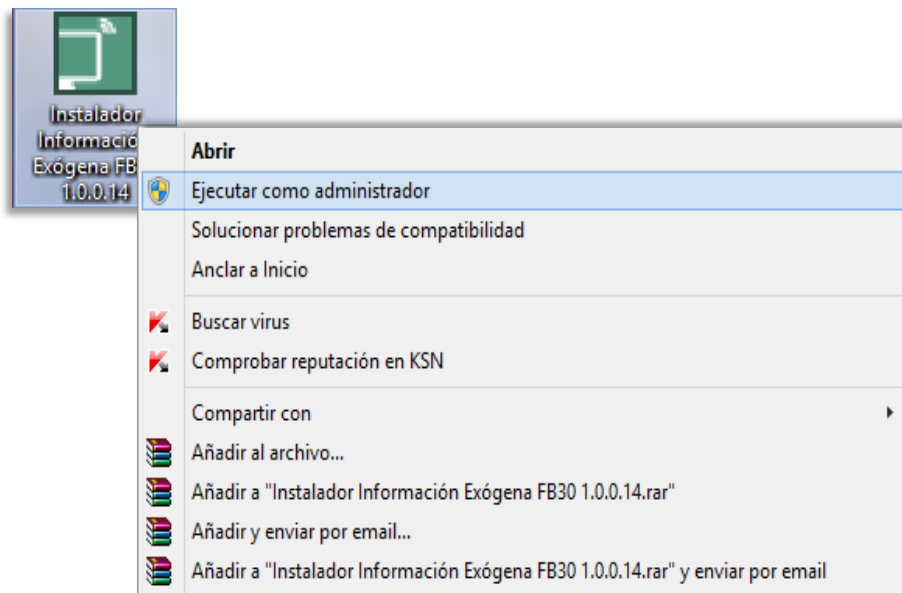 Instalador
Informació
Exógena FB
1.0.0.14
Abrir
Ejecutar como administrador
Solucionar problemas de compatibilidad
Anclar a Inicio
Buscar virus
Comprobar reputación en KSN
Compartir con
Añadir al archivo...
Añadir a "Instalador Información Exógena FB30 1.0.0.14.rar"
Añadir y enviar por email...
Añadir a "Instalador Información Exógena FB30 1.0.0.14.rar" y enviar por email